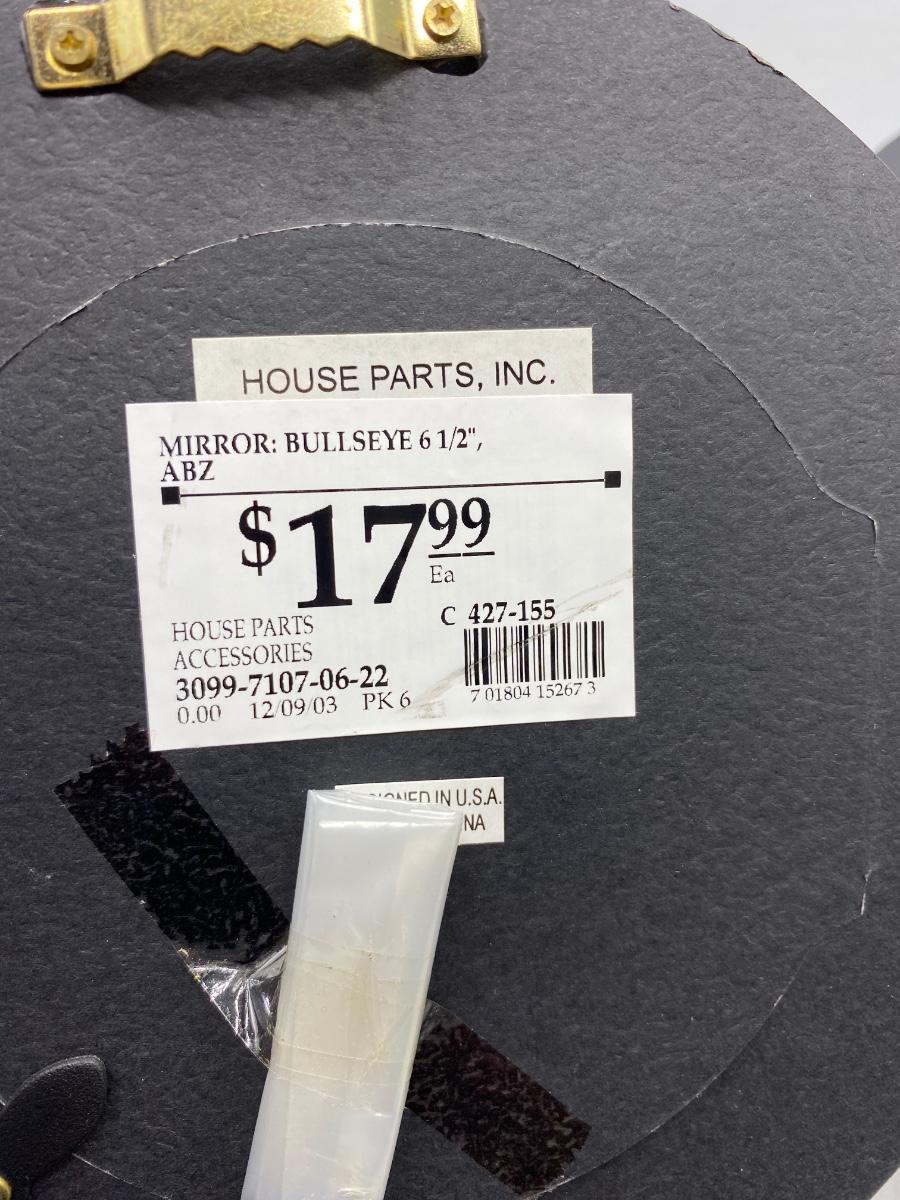 HOUSE PARTS, INC.
MIRROR: BULLSEYE 6 1/2",
ABZ
$17.99
Ea
C 427-155
HOUSE PARTS
ACCESSORIES
3099-7107-06-22
0.00 12/09/03 PK 6
7 01804 15267 3
IN U.S.A.